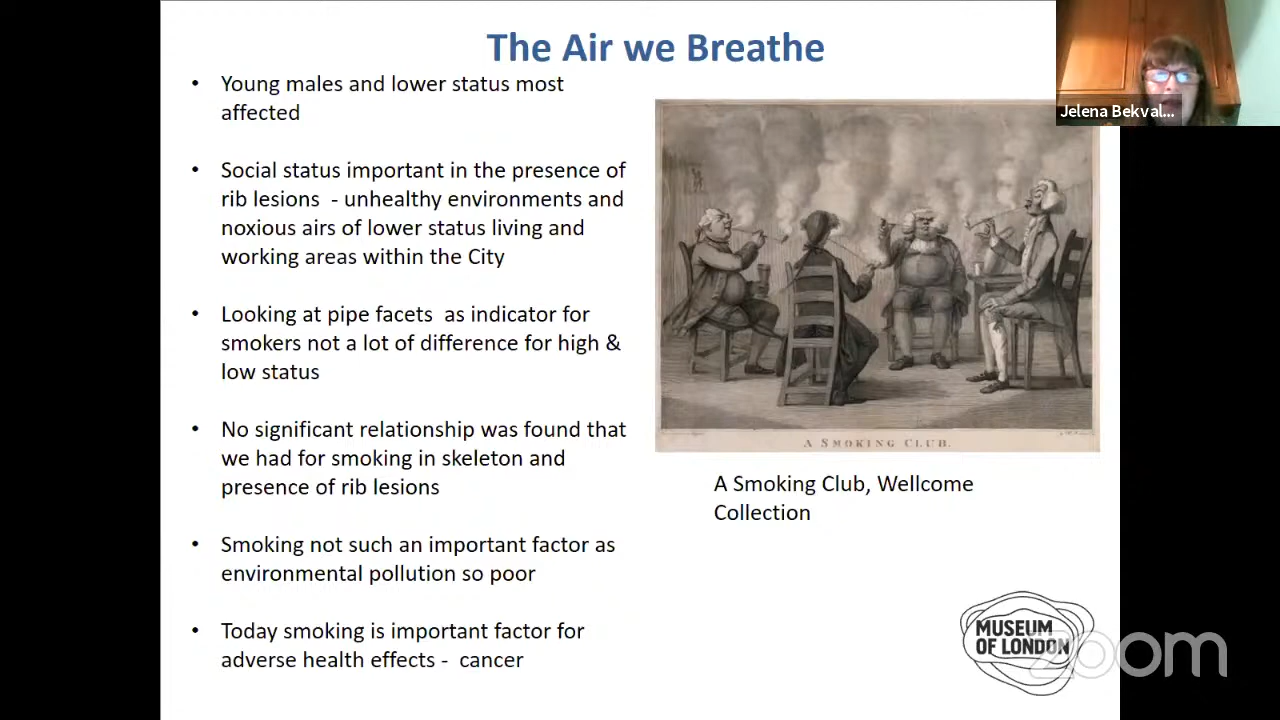 The Air we Breathe
• Young males and lower status most
affected
• Social status important in the presence of
rib lesions - unhealthy environments and
noxious airs of lower status living and
working areas within the City
• Looking at pipe facets as indicator for
smokers not a lot of difference for high &
low status
• No significant relationship was found that
we had for smoking in skeleton and
presence of rib lesions
• Smoking not such an important factor as
environmental pollution so poor
• Today smoking is important factor for
adverse health effects - cancer
Jelena Bekval...
A SMOKING CLUB.
A Smoking Club, Wellcome
Collection
MUSEUM
OF LONDON
zoom